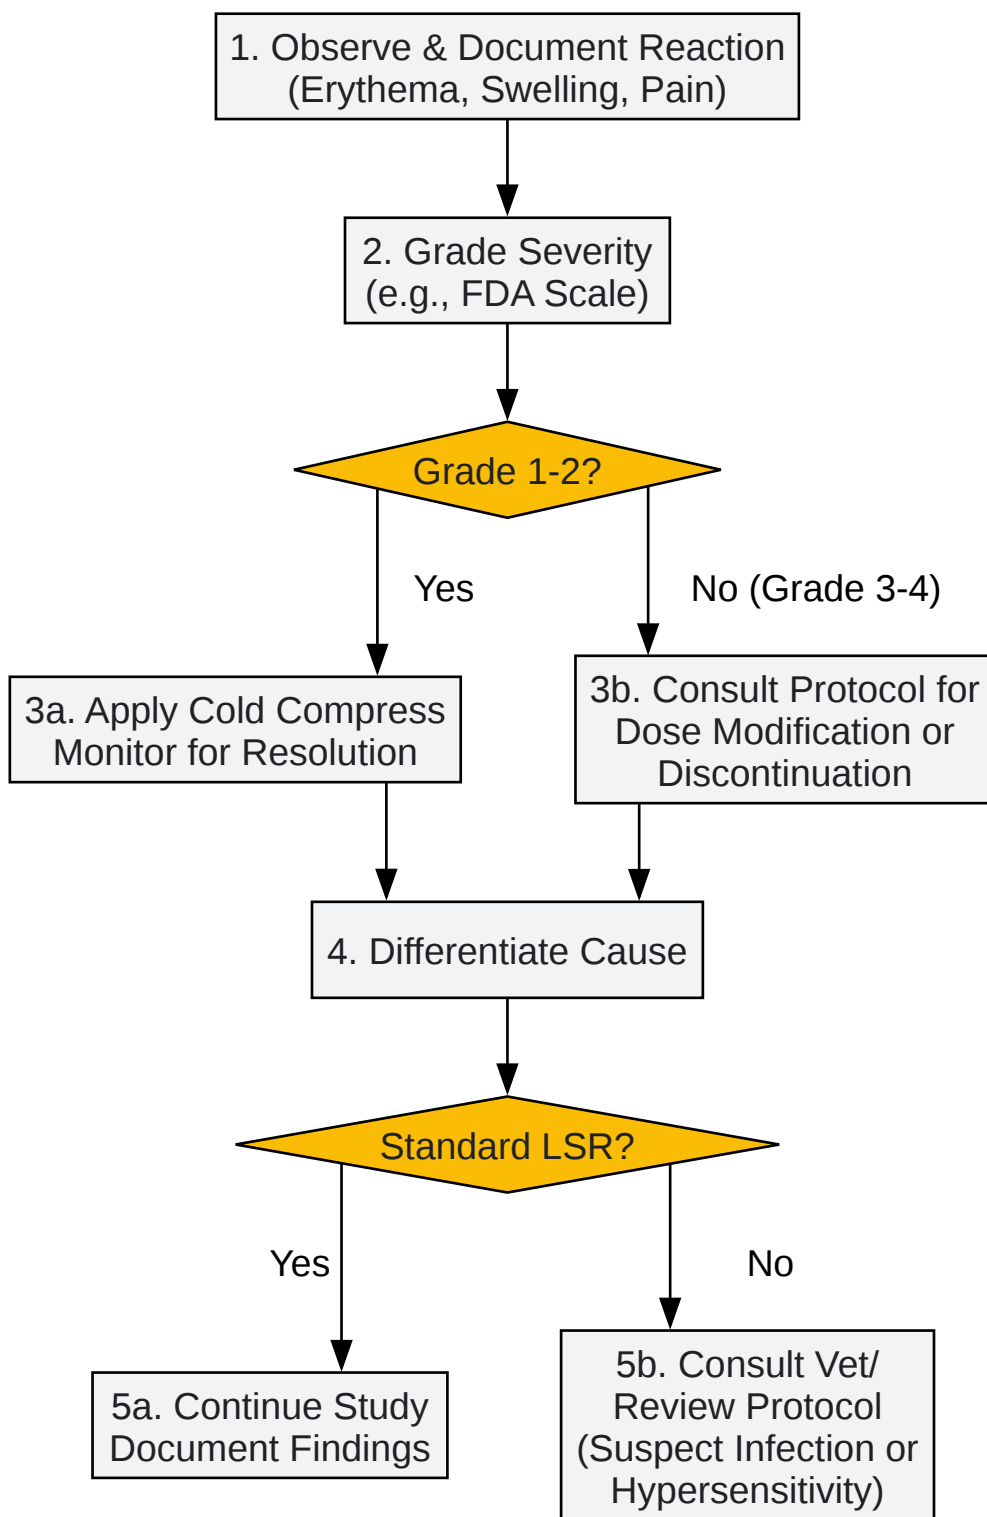 1. Observe & Document Reaction
(Erythema, Swelling, Pain)
2. Grade Severity
(e.g., FDA Scale)
Grade 1-2?
Yes
No (Grade 3-4)
3a. Apply Cold Compress
Monitor for Resolution
3b. Consult Protocol for
Dose Modification or
Discontinuation
4. Differentiate Cause
Standard LSR?
Yes
No
5a. Continue Study
Document Findings
5b. Consult Vet/
Review Protocol
(Suspect Infection or
Hypersensitivity)